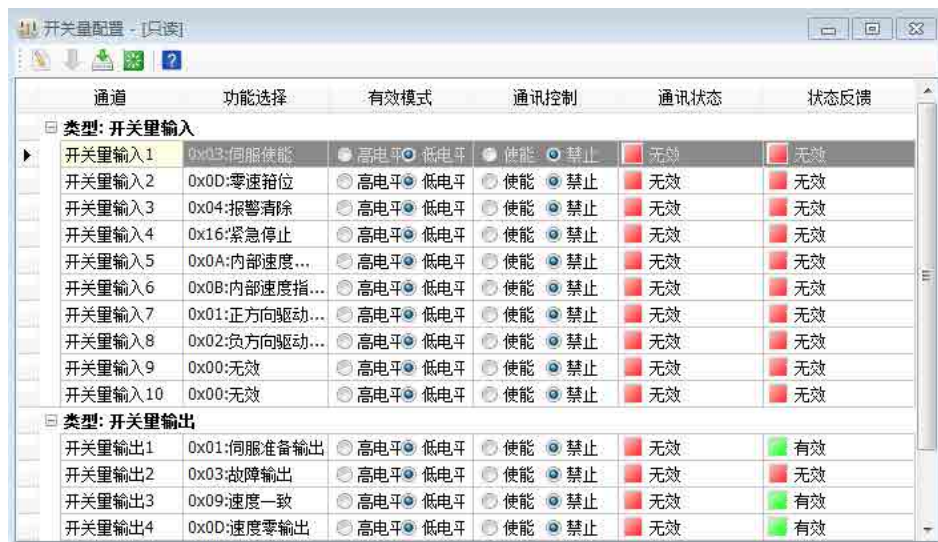 开关量配置 - [只读]
通道 功能选择 有效模式 通讯控制 通讯状态 状态反馈
类型: 开关量输入
开关量输入1 0x03:伺服使能 高电平 低电平 使能 禁止 无效 无效
开关量输入2 0x0D:零速箝位 高电平 低电平 使能 禁止 无效 无效
开关量输入3 0x04:报警清除 高电平 低电平 使能 禁止 无效 无效
开关量输入4 0x16:紧急停止 高电平 低电平 使能 禁止 无效 无效
开关量输入5 0x0A:内部速度... 高电平 低电平 使能 禁止 无效 无效
开关量输入6 0x0B:内部速度指... 高电平 低电平 使能 禁止 无效 无效
开关量输入7 0x01:正方向驱动... 高电平 低电平 使能 禁止 无效 无效
开关量输入8 0x02:负方向驱动... 高电平 低电平 使能 禁止 无效 无效
开关量输入9 0x00:无效 高电平 低电平 使能 禁止 无效 无效
开关量输入10 0x00:无效 高电平 低电平 使能 禁止 无效 无效
类型: 开关量输出
开关量输出1 0x01:伺服准备输出 高电平 低电平 使能 禁止 无效 有效
开关量输出2 0x03:故障输出 高电平 低电平 使能 禁止 无效 无效
开关量输出3 0x09:速度一致 高电平 低电平 使能 禁止 无效 有效
开关量输出4 0x0D:速度零输出 高电平 低电平 使能 禁止 无效 有效